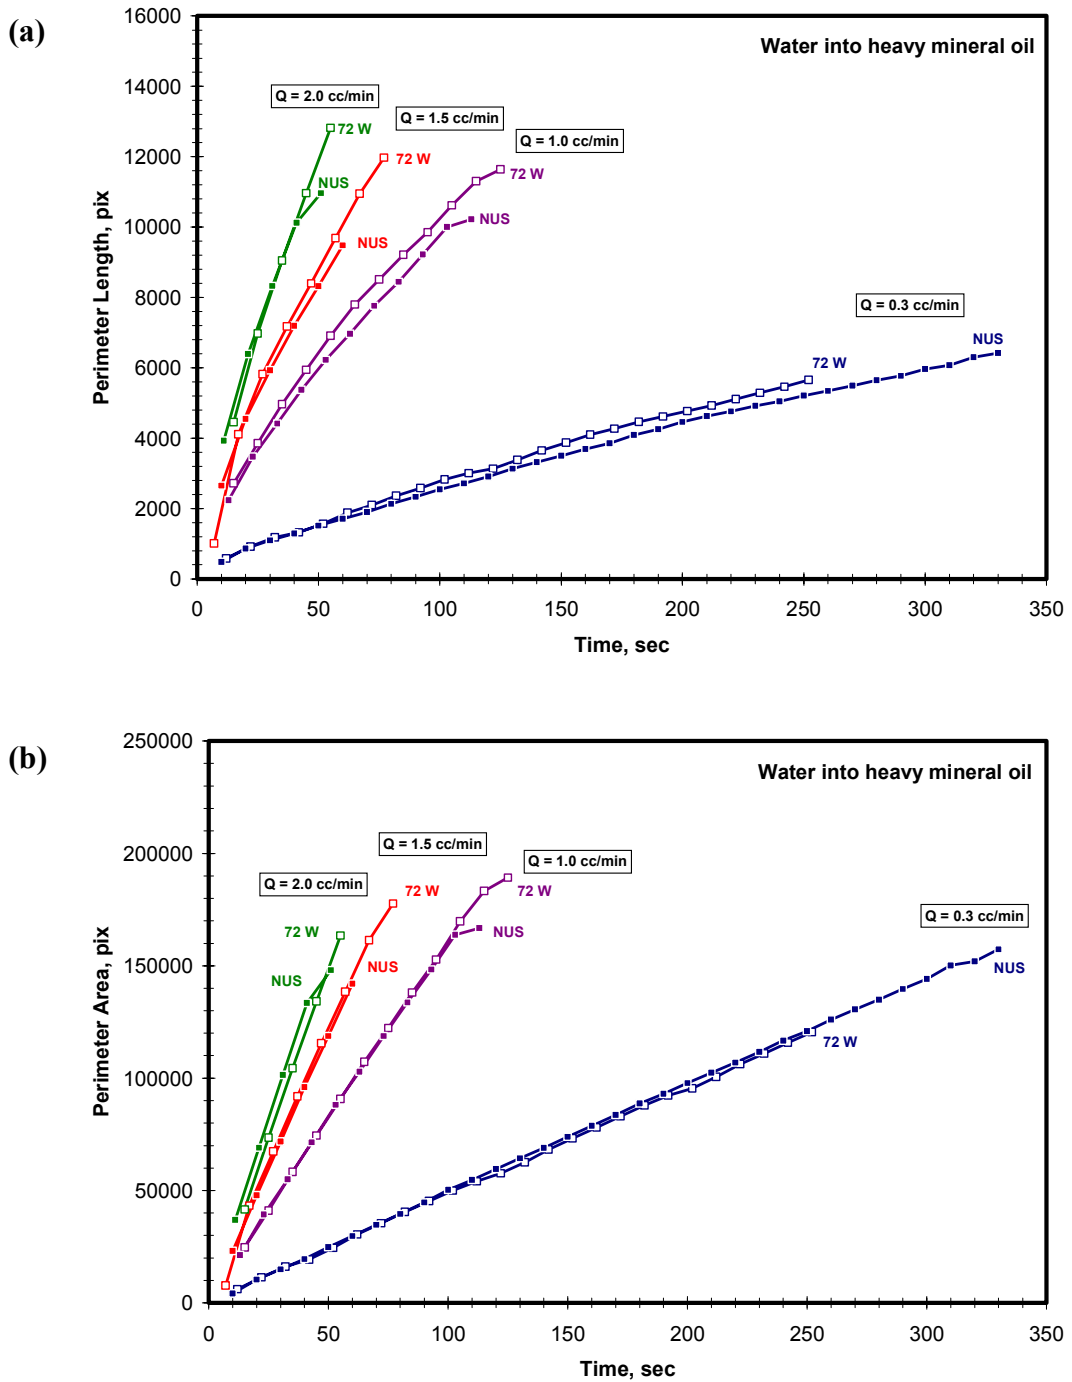 (a)
16000
Water into heavy mineral oil
14000
Q = 2.0 cc/min
Q = 1.5 cc/min
72 W
Q = 1.0 cc/min
12000
72 W
72 W
NUS
NUS
10000
NUS
Perimeter Length, pix
8000
Q = 0.3 cc/min
NUS
6000
72 W
4000
2000
0
0 50 100 150 200 250 300 350
Time, sec
(b)
250000
Water into heavy mineral oil
200000
Q = 1.5 cc/min
Q = 1.0 cc/min
Q = 2.0 cc/min
72 W
72 W
Q = 0.3 cc/min
72 W
NUS
150000
NUS
NUS
NUS
Perimeter Area, pix
72 W
100000
50000
0
0 50 100 150 200 250 300 350
Time, sec